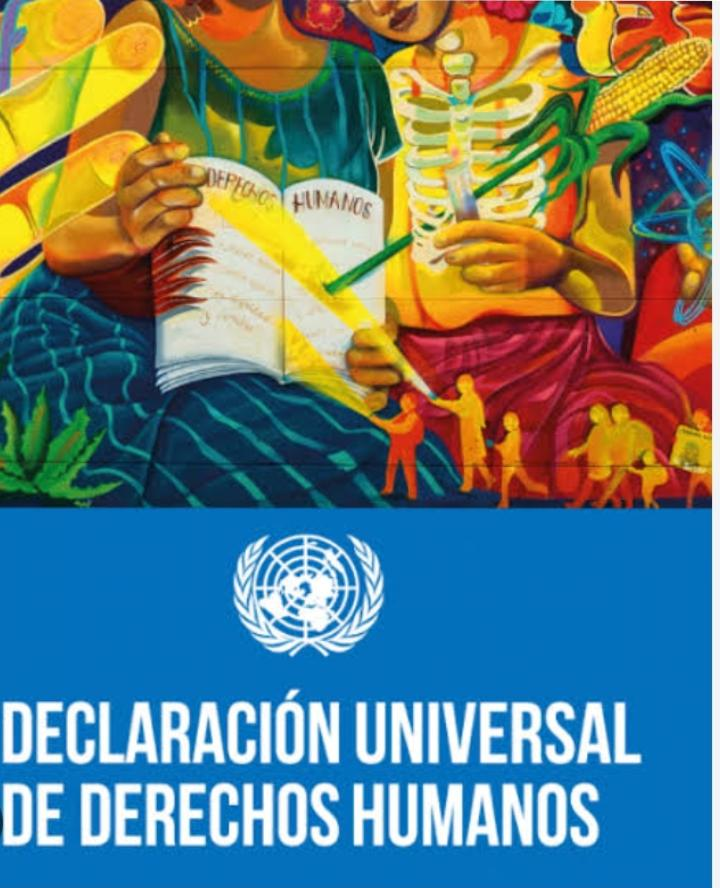 DERECHOS HUMANOS
DECLARACIÓN UNIVERSAL
DE DERECHOS HUMANOS